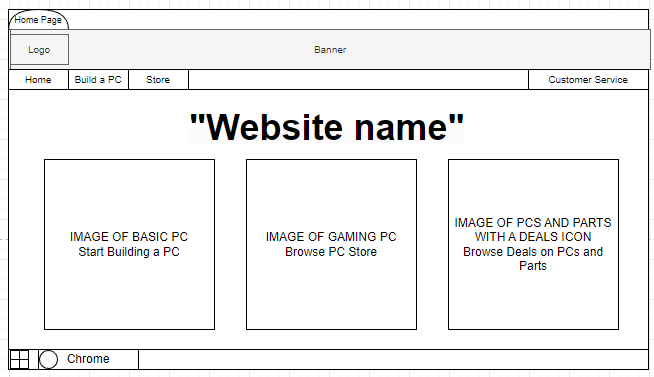 Home Page
Logo
Banner
Home
Build a PC
Store
Customer Service
"Website name"
IMAGE OF BASIC PC
Start Building a PC
IMAGE OF GAMING PC
Browse PC Store
IMAGE OF PCS AND PARTS
WITH A DEALS ICON
Browse Deals on PCs and
Parts
Chrome